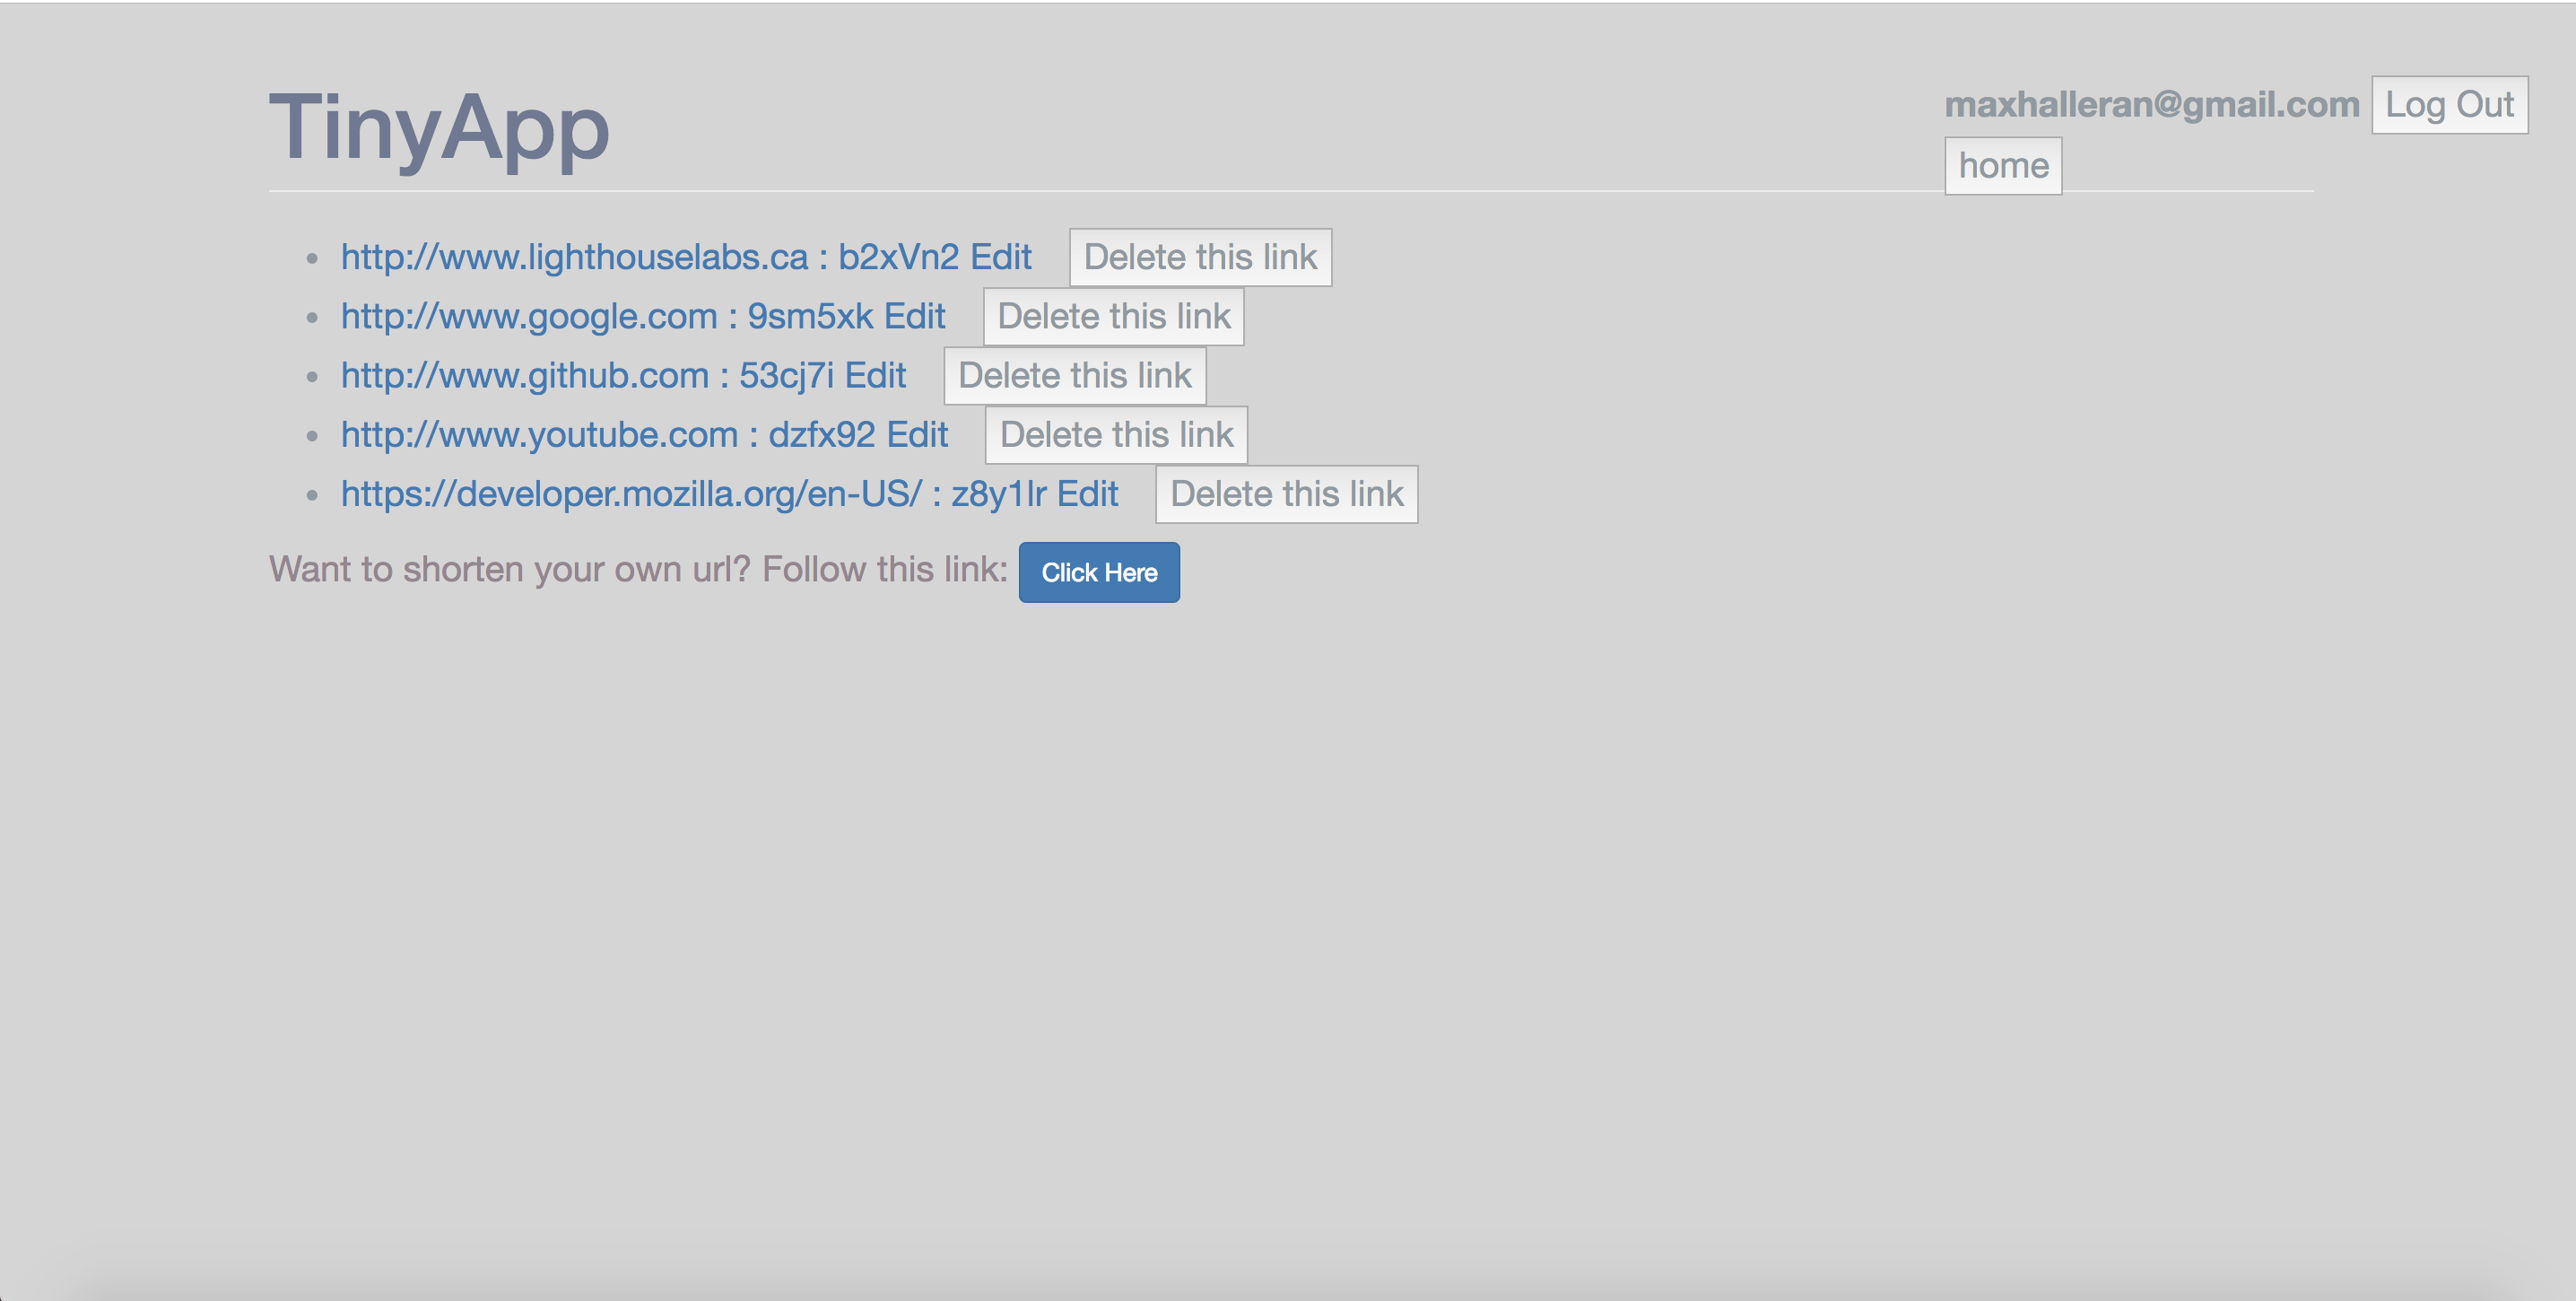 TinyApp
maxhalleran@gmail.com Log Out
home
http://www.lighthouselabs.ca : b2xVn2 Edit Delete this link
http://www.google.com : 9sm5xk Edit Delete this link
http://www.github.com : 53cj7i Edit Delete this link
http://www.youtube.com : dzfx92 Edit Delete this link
https://developer.mozilla.org/en-US/ : z8y1lr Edit Delete this link
Want to shorten your own url? Follow this link: Click Here